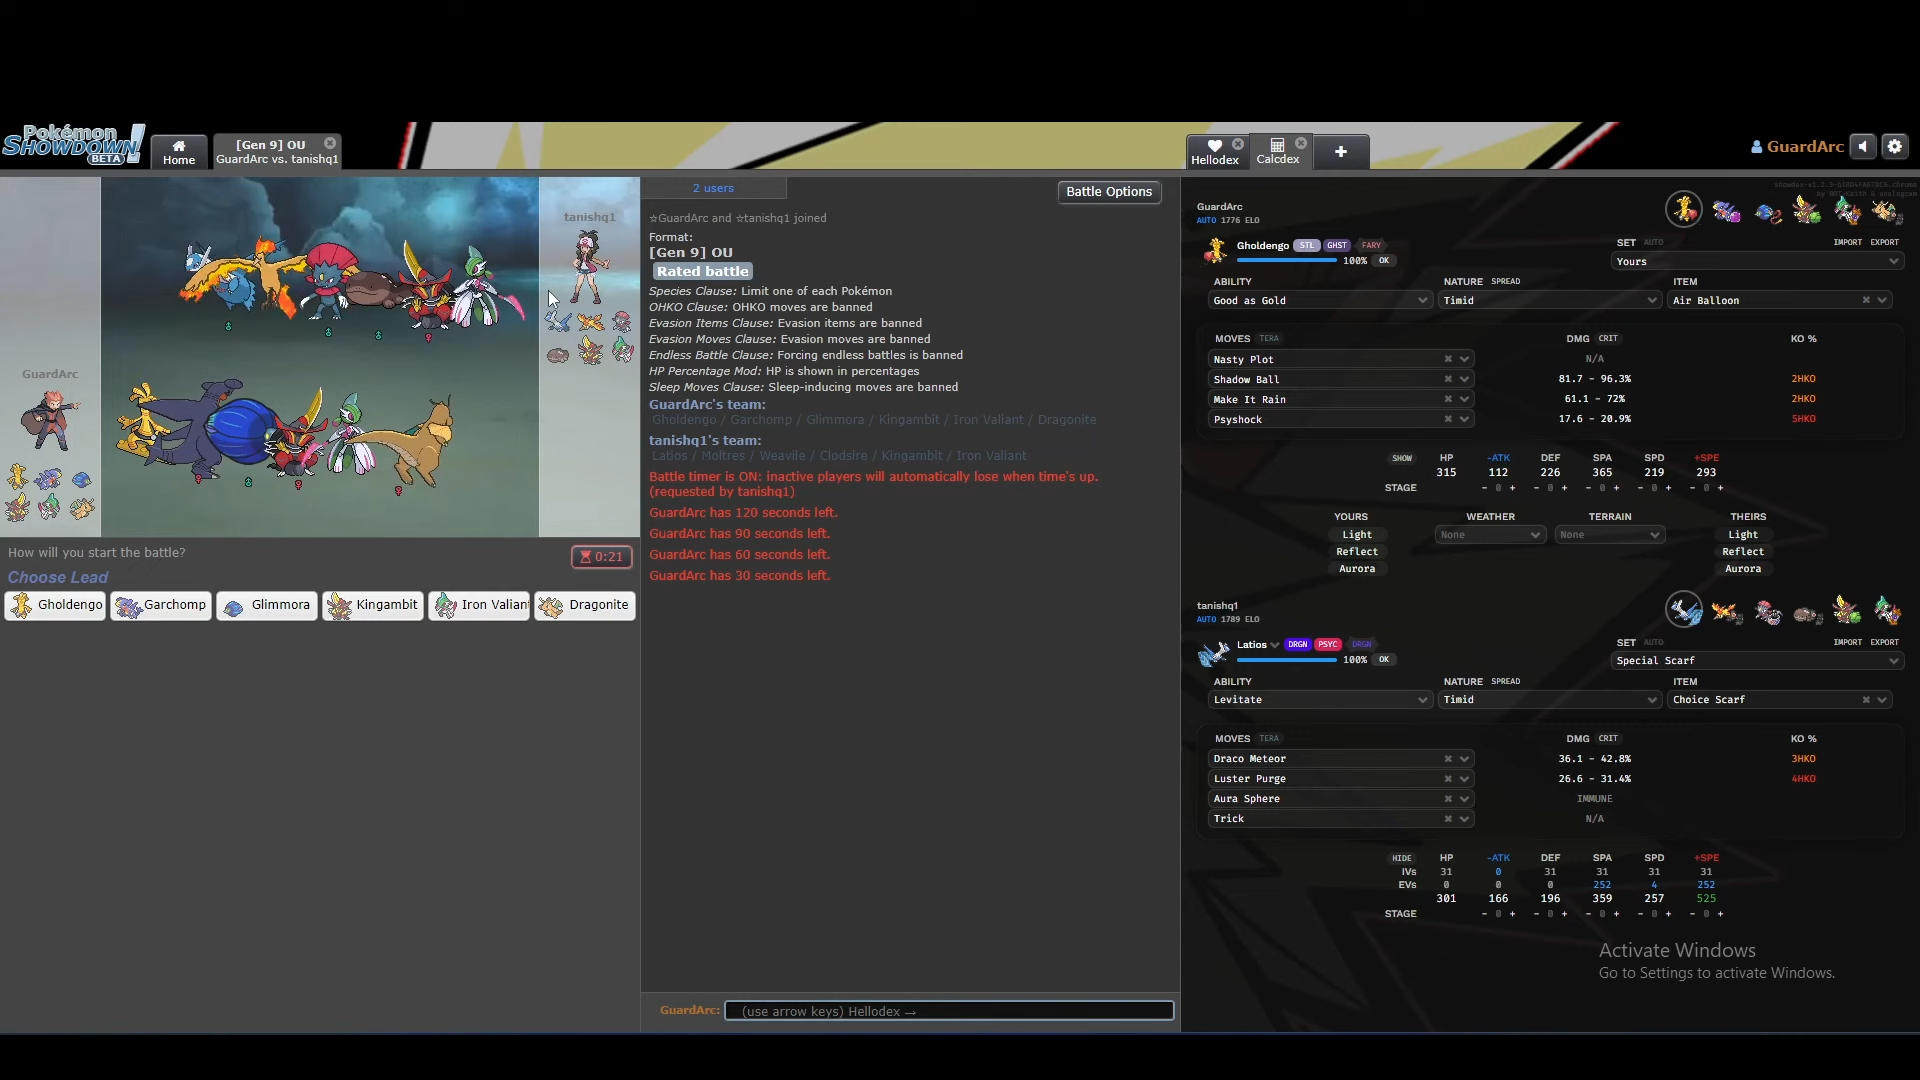 Pokémon
SHOWDOWN!
BETA
Home
[Gen 9] OU
GuardArc vs. tanishq1
Hellodex
Calcdex
+
GuardArc
tanishq1
GuardArc
How will you start the battle?
0:21
Choose Lead
Gholdengo
Garchomp
Glimmora
Kingambit
Iron Valiant
Dragonite
2 users
Battle Options
☆GuardArc and ☆tanishq1 joined
Format:
[Gen 9] OU
Rated battle
Species Clause: Limit one of each Pokémon
OHKO Clause: OHKO moves are banned
Evasion Items Clause: Evasion items are banned
Evasion Moves Clause: Evasion moves are banned
Endless Battle Clause: Forcing endless battles is banned
HP Percentage Mod: HP is shown in percentages
Sleep Moves Clause: Sleep-inducing moves are banned
GuardArc's team:
Gholdengo / Garchomp / Glimmora / Kingambit / Iron Valiant / Dragonite
tanishq1's team:
Latios / Moltres / Weavile / Clodsire / Kingambit / Iron Valiant
Battle timer is ON: inactive players will automatically lose when time's up.
(requested by tanishq1)
GuardArc has 120 seconds left.
GuardArc has 90 seconds left.
GuardArc has 60 seconds left.
GuardArc has 30 seconds left.
GuardArc: (use arrow keys) Hellodex →
GuardArc
AUTO 1776 ELO
Gholdengo STL GHST FARY
100% OK
SET AUTO IMPORT EXPORT
Yours
ABILITY NATURE SPREAD ITEM
Good as Gold Timid Air Balloon
MOVES TERA DMG CRIT KO %
Nasty Plot N/A
Shadow Ball 81.7 - 96.3% 2HKO
Make It Rain 61.1 - 72% 2HKO
Psyshock 17.6 - 20.9% 5HKO
SHOW HP -ATK DEF SPA SPD +SPE
315 112 226 365 219 293
STAGE - 0 + - 0 + - 0 + - 0 + - 0 +
YOURS WEATHER TERRAIN THEIRS
Light None None Light
Reflect Reflect
Aurora Aurora
tanishq1
AUTO 1789 ELO
Latios DRGN PSYC DRGN
100% OK
SET AUTO IMPORT EXPORT
Special Scarf
ABILITY NATURE SPREAD ITEM
Levitate Timid Choice Scarf
MOVES TERA DMG CRIT KO %
Draco Meteor 36.1 - 42.8% 3HKO
Luster Purge 26.6 - 31.4% 4HKO
Aura Sphere IMMUNE
Trick N/A
HIDE HP -ATK DEF SPA SPD +SPE
IVs 31 0 31 31 31 31
EVs 0 0 0 252 4 252
301 166 196 359 257 525
STAGE - 0 + - 0 + - 0 + - 0 + - 0 +
Activate Windows
Go to Settings to activate Windows.